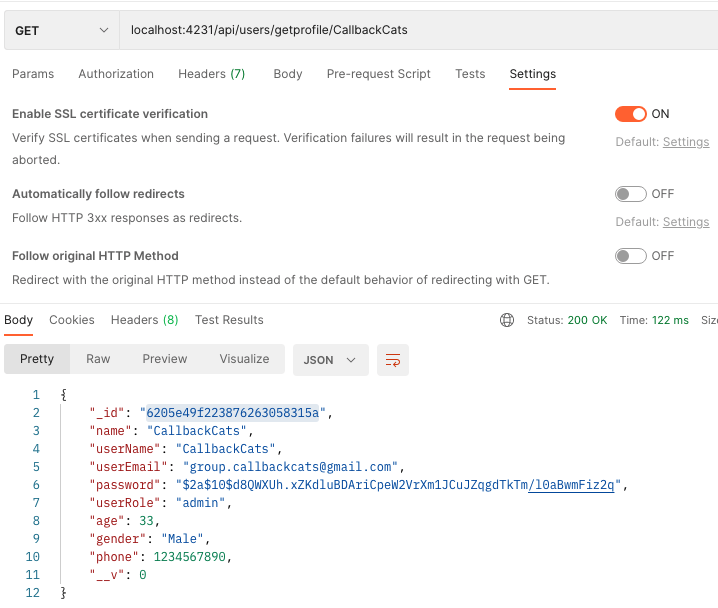 GET localhost:4231/api/users/getprofile/CallbackCats
Params Authorization Headers (7) Body Pre-request Script Tests Settings
Enable SSL certificate verification ON
Verify SSL certificates when sending a request. Verification failures will result in the request being
aborted.
Default: Settings
Automatically follow redirects OFF
Follow HTTP 3xx responses as redirects.
Default: Settings
Follow original HTTP Method OFF
Redirect with the original HTTP method instead of the default behavior of redirecting with GET.
Body Cookies Headers (8) Test Results Status: 200 OK Time: 122 ms
Pretty Raw Preview Visualize JSON
1 {
2 "_id": "6205e49f223876263058315a",
3 "name": "CallbackCats",
4 "userName": "CallbackCats",
5 "userEmail": "group.callbackcats@gmail.com",
6 "password": "$2a$10$d8QWXUh.xZKdluBDAriCpeW2VrXm1JCuJZqgdTkTm/l0aBwmFiz2q",
7 "userRole": "admin",
8 "age": 33,
9 "gender": "Male",
10 "phone": 1234567890,
11 "__v": 0
12 }